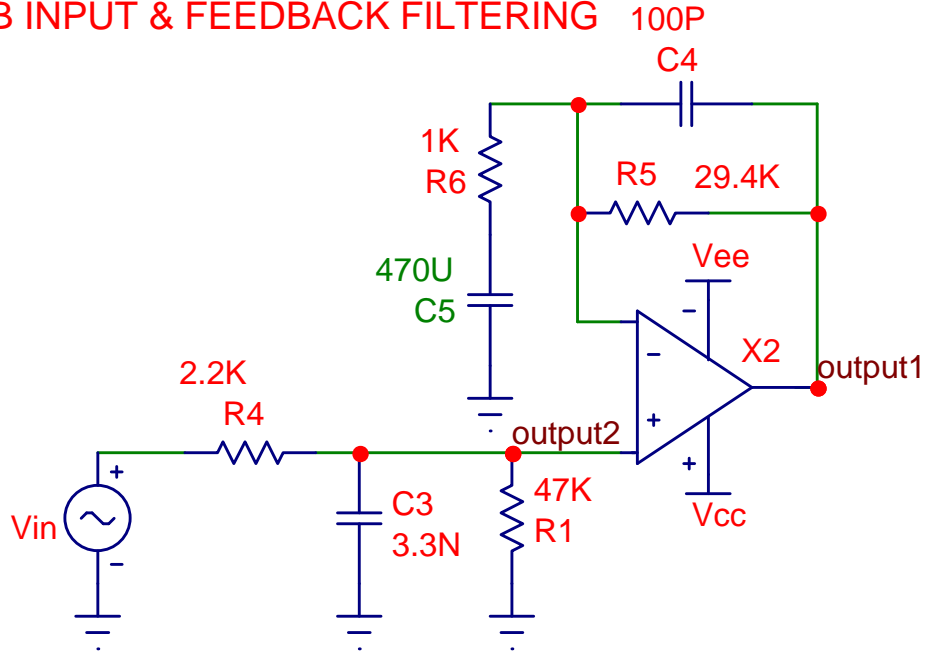 B INPUT & FEEDBACK FILTERING
100P
C4
1K
R6
R5
29.4K
470U
C5
Vee
-
-
X2
output1
2.2K
R4
output2
+
+
+
Vin
-
C3
3.3N
47K
R1
Vcc